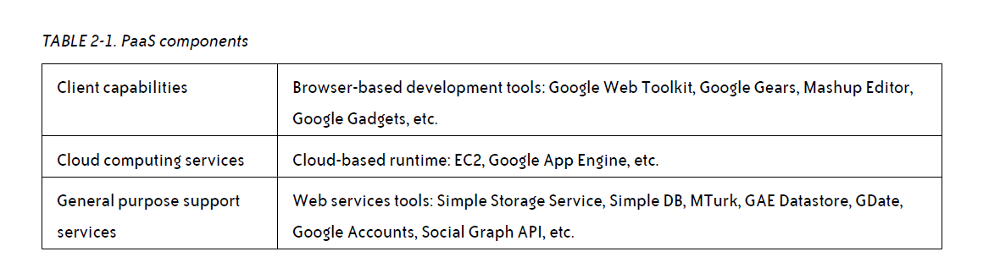 TABLE 2-1. PaaS components
Client capabilities
Browser-based development tools: Google Web Toolkit, Google Gears, Mashup Editor,
Google Gadgets, etc.
Cloud computing services
Cloud-based runtime: EC2, Google App Engine, etc.
General purpose support
services
Web services tools: Simple Storage Service, Simple DB, MTurk, GAE Datastore, GDate,
Google Accounts, Social Graph API, etc.